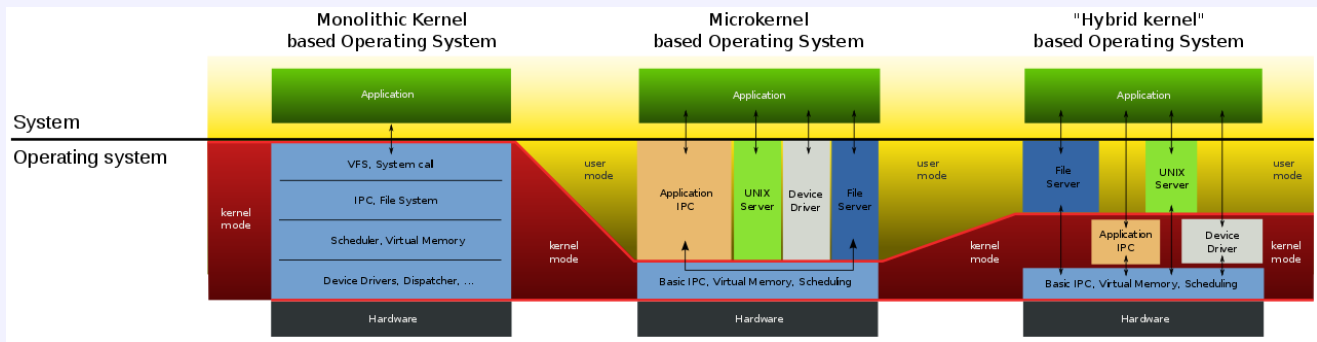 Monolithic Kernel
based Operating System
Microkernel
based Operating System
"Hybrid kernel"
based Operating System
Application
Application
Application
System
Operating system
kernel
mode
VFS, System call
IPC, File System
Scheduler, Virtual Memory
Device Drivers, Dispatcher, ...
Hardware
user
mode
kernel
mode
Application
IPC
UNIX
Server
Device
Driver
File
Server
Basic IPC, Virtual Memory, Scheduling
Hardware
user
mode
kernel
mode
File
Server
UNIX
Server
Application
IPC
Device
Driver
Basic IPC, Virtual Memory, Scheduling
Hardware
user
mode
kernel
mode